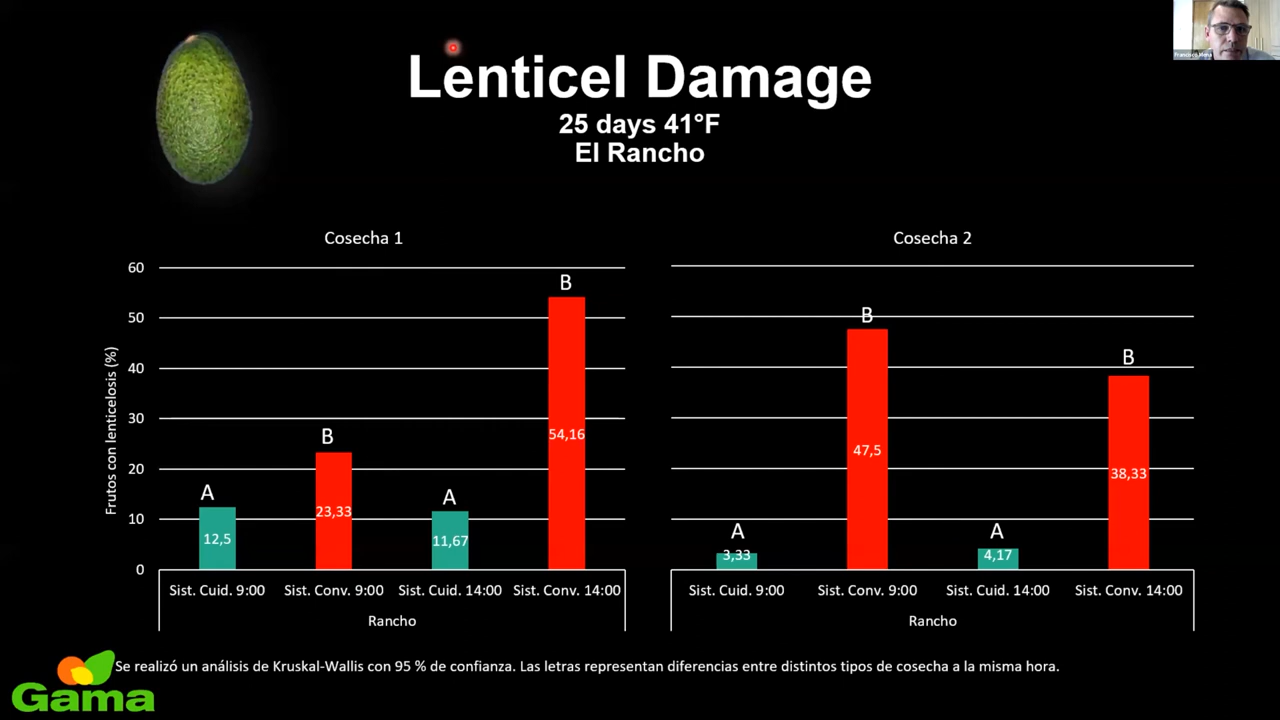 Lenticel Damage
25 days 41°F
El Rancho
Francisco Mena
Cosecha 1
Frutos con lenticelosis (%)
60
50
40
30
20
10
0
B
54,16
B
23,33
A
12,5
A
11,67
Sist. Cuid. 9:00 Sist. Conv. 9:00 Sist. Cuid. 14:00 Sist. Conv. 14:00
Rancho
Cosecha 2
B
47,5
B
38,33
A
3,33
A
4,17
Sist. Cuid. 9:00 Sist. Conv. 9:00 Sist. Cuid. 14:00 Sist. Conv. 14:00
Rancho
Se realizó un análisis de Kruskal-Wallis con 95 % de confianza. Las letras representan diferencias entre distintos tipos de cosecha a la misma hora.
Gama